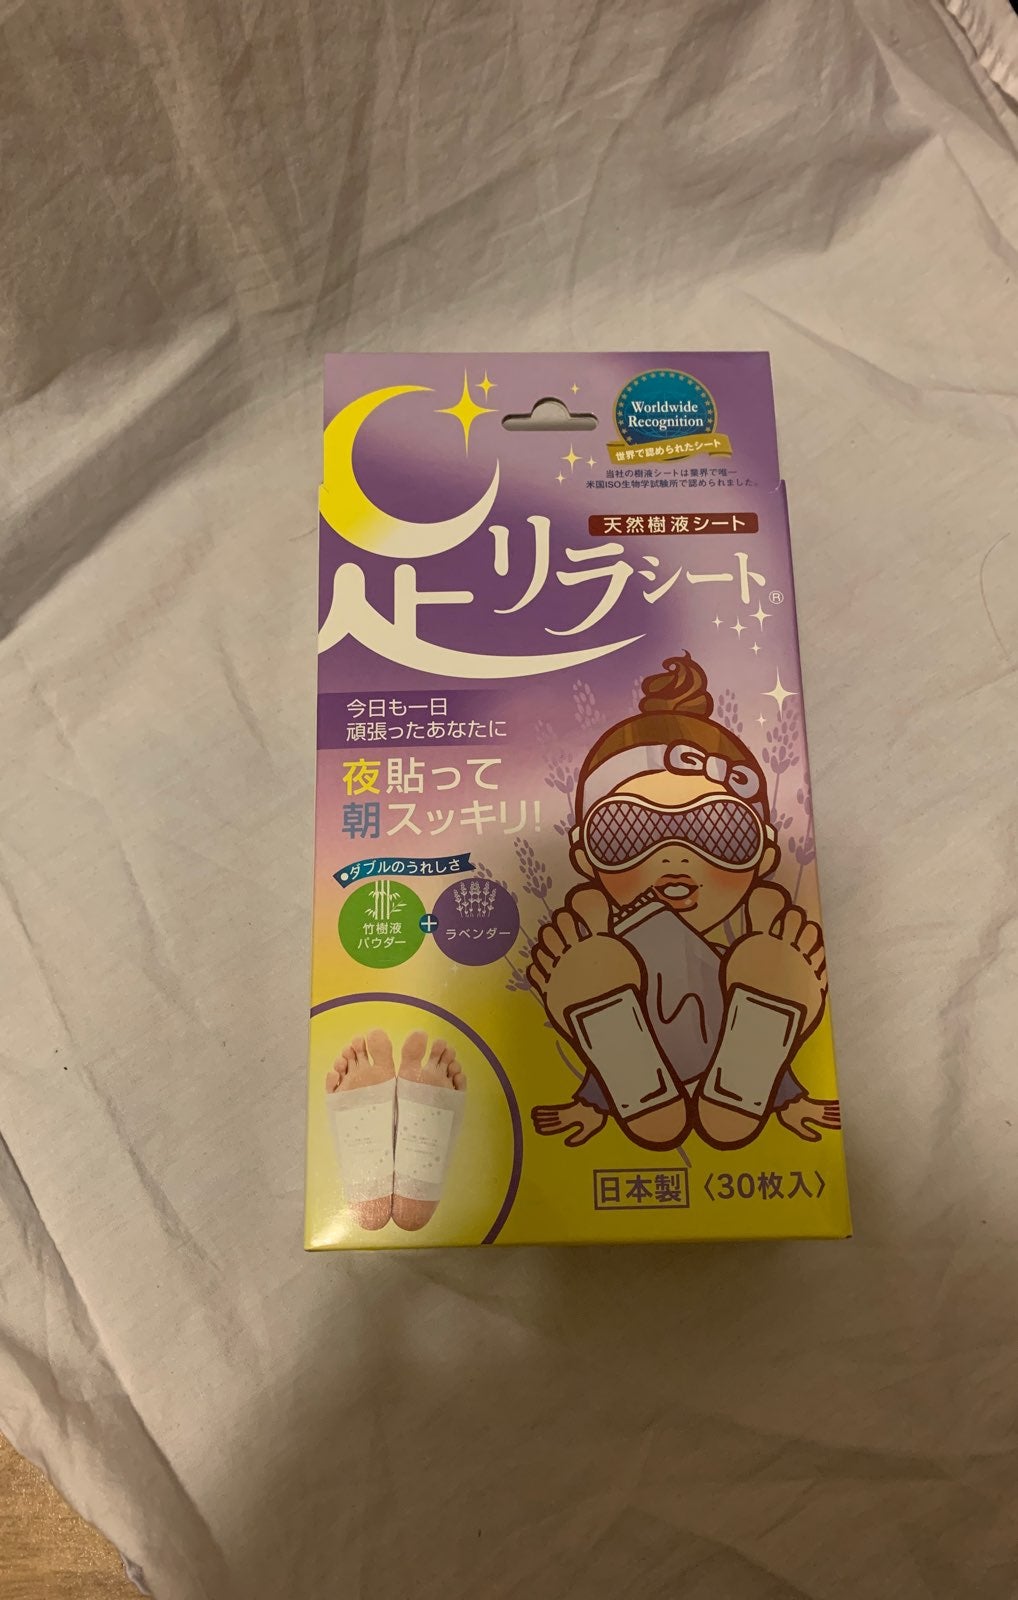 Worldwide
Recognition
世界で認められたシート
当社の樹液シートは業界で唯一
米国ISO生物学試験所で認められました。
天然樹液シート
足リラシート®
今日も一日
頑張ったあなたに
夜貼って
朝スッキリ!
ダブルのうれしさ
竹樹液
パウダー
+
ラベンダー
日本製 〈30枚入〉